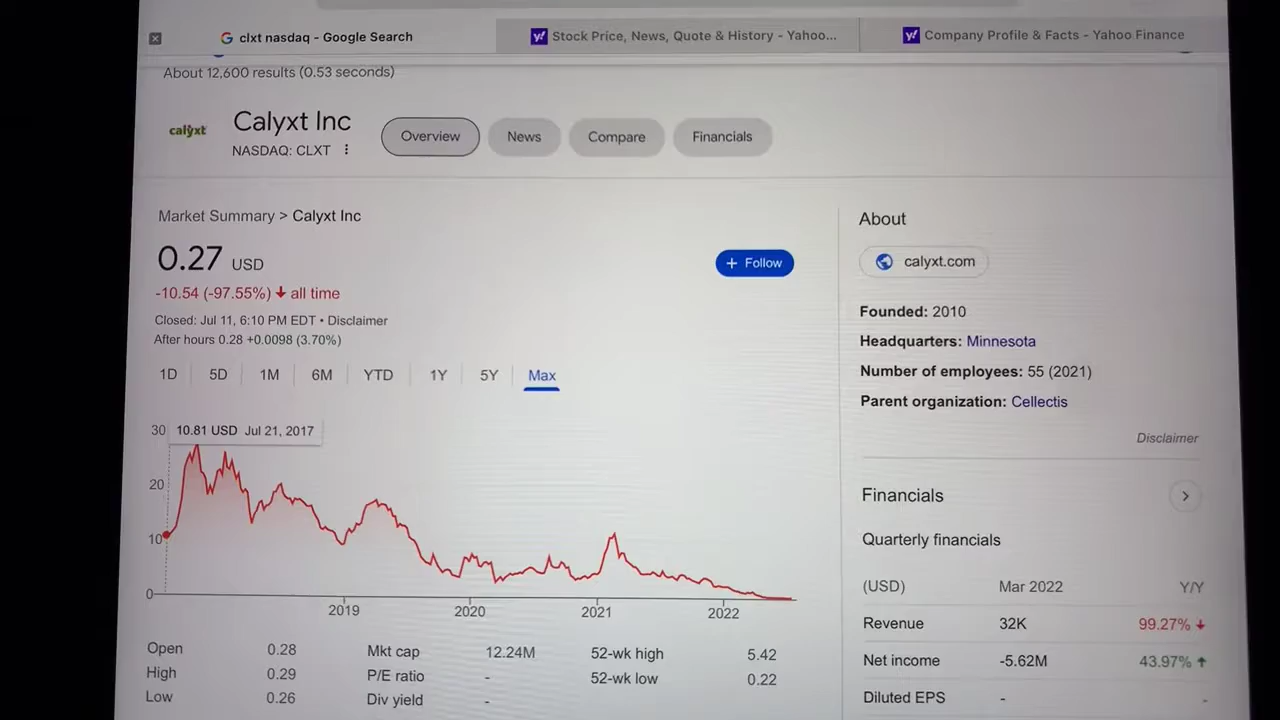 clxt nasdaq - Google Search
Stock Price, News, Quote & History - Yahoo...
Company Profile & Facts - Yahoo Finance
About 12,600 results (0.53 seconds)
calyxt
Calyxt Inc
NASDAQ: CLXT
Overview
News
Compare
Financials
Market Summary > Calyxt Inc
0.27 USD
+ Follow
-10.54 (-97.55%) all time
Closed: Jul 11, 6:10 PM EDT • Disclaimer
After hours 0.28 +0.0098 (3.70%)
1D 5D 1M 6M YTD 1Y 5Y Max
30
10.81 USD Jul 21, 2017
20
10
0
2019 2020 2021 2022
Open 0.28 Mkt cap 12.24M 52-wk high 5.42
High 0.29 P/E ratio - 52-wk low 0.22
Low 0.26 Div yield -
About
calyxt.com
Founded: 2010
Headquarters: Minnesota
Number of employees: 55 (2021)
Parent organization: Cellectis
Disclaimer
Financials
Quarterly financials
(USD) Mar 2022 Y/Y
Revenue 32K 99.27%
Net income -5.62M 43.97%
Diluted EPS - -